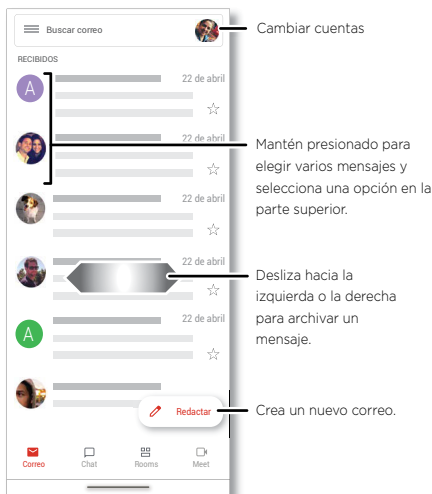 Buscar correo
Cambiar cuentas
RECIBIDOS
A
22 de abril
22 de abril
Mantén presionado para
elegir varios mensajes y
selecciona una opción en la
parte superior.
22 de abril
22 de abril
Desliza hacia la
izquierda o la derecha
para archivar un
mensaje.
A
22 de abril
Redactar
Crea un nuevo correo.
Correo
Chat
Rooms
Meet